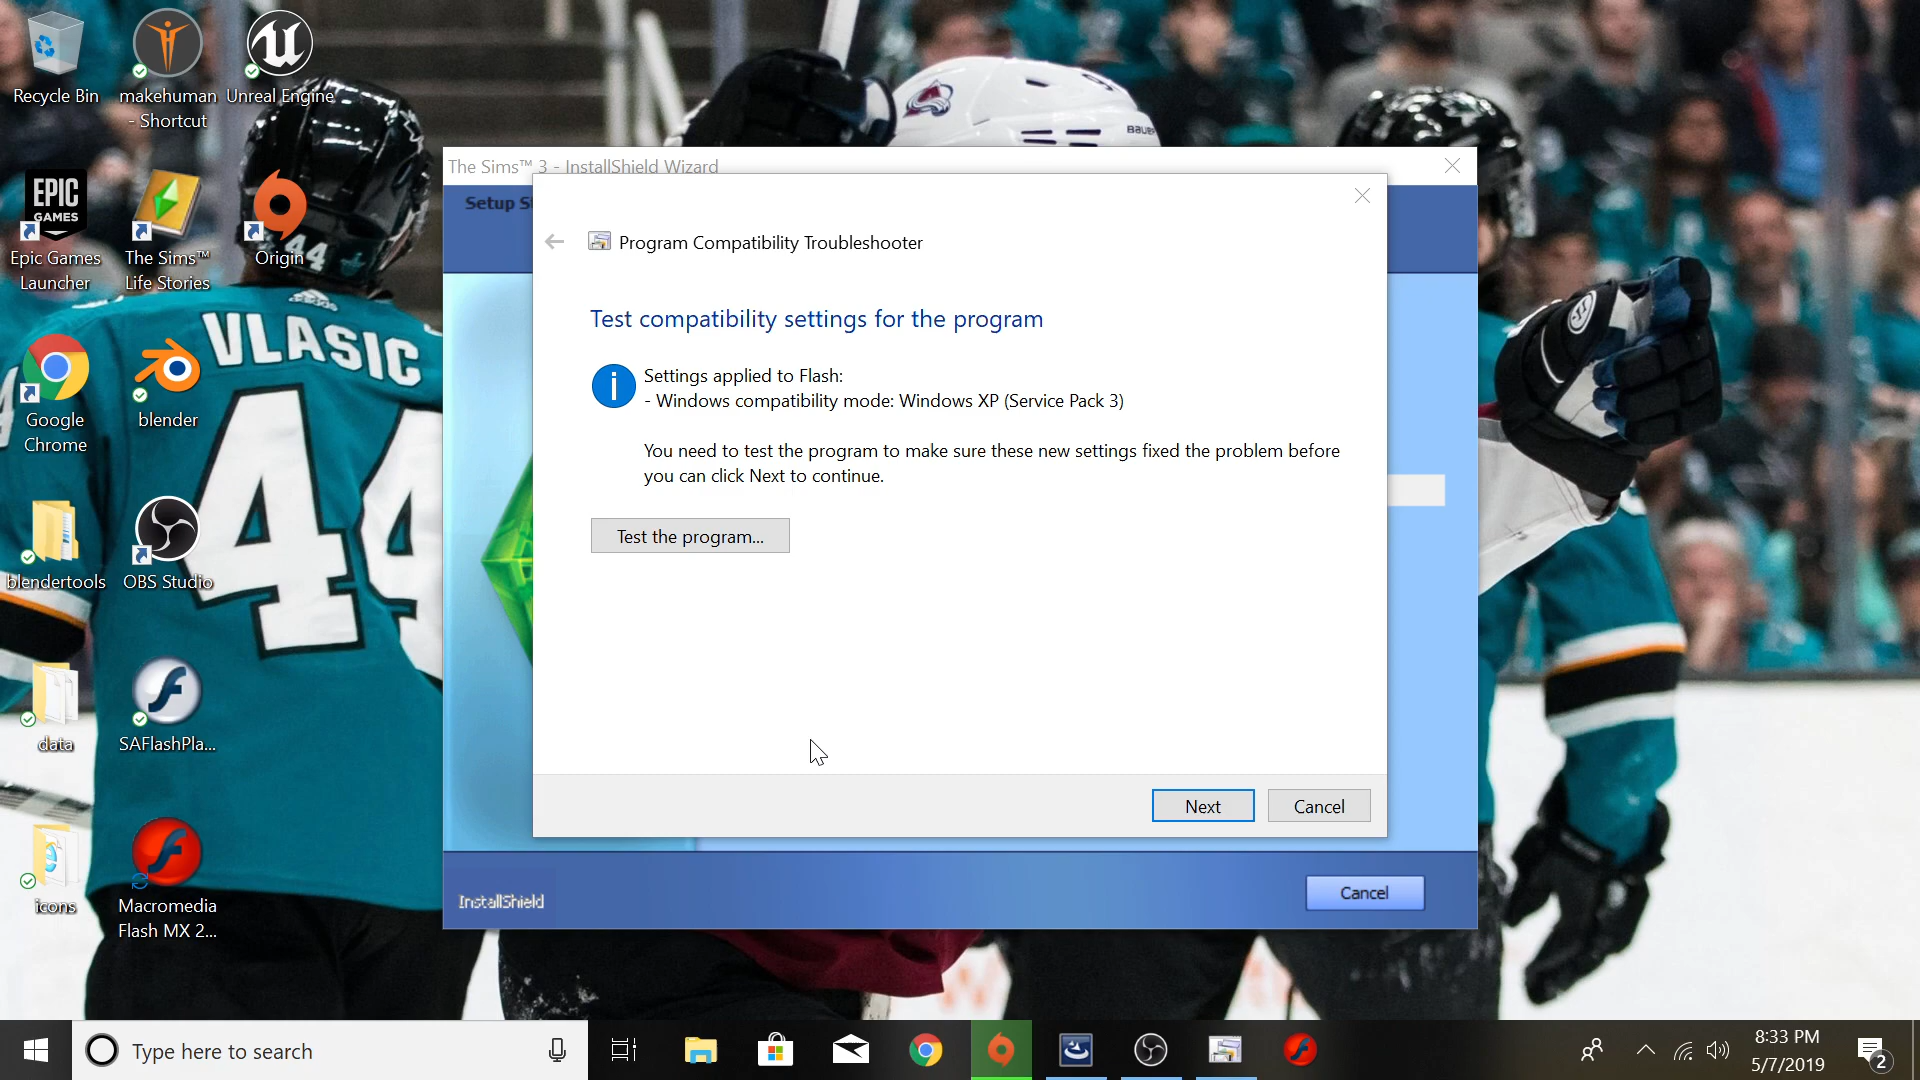 Recycle Bin
makehuman
- Shortcut
Unreal Engine
EPIC
GAMES
Epic Games
Launcher
The Sims™
Life Stories
Origin
Google
Chrome
blender
blendertools
OBS Studio
data
SAFlashPla...
icons
Macromedia
Flash MX 2...
44
adidas
VLASIC
44
BAUER
The Sims™ 3 - InstallShield Wizard
Setup S
Program Compatibility Troubleshooter
Test compatibility settings for the program
Settings applied to Flash:
- Windows compatibility mode: Windows XP (Service Pack 3)
You need to test the program to make sure these new settings fixed the problem before
you can click Next to continue.
Test the program...
Next
Cancel
InstallShield
Cancel
Type here to search
8:33 PM
5/7/2019
2